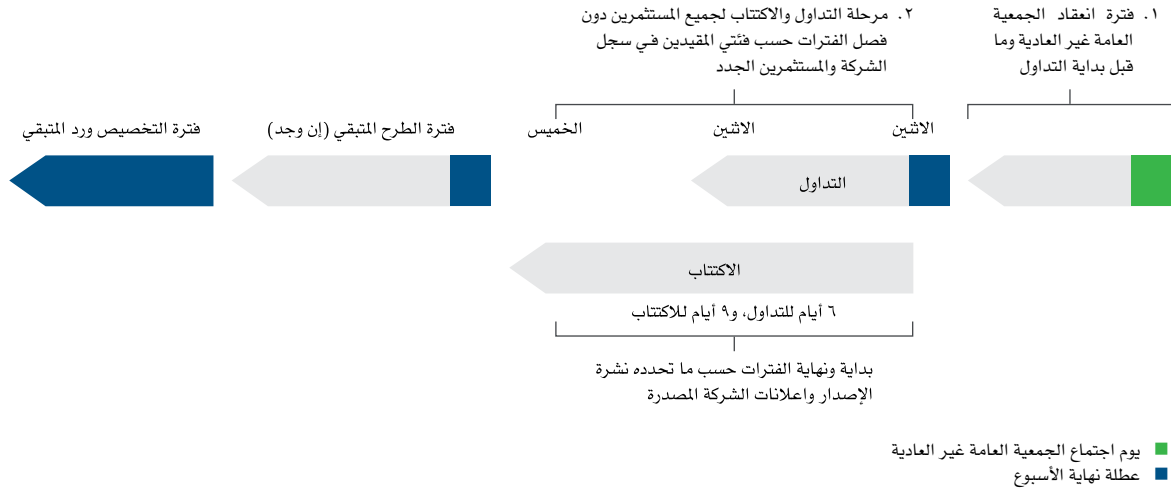 ١. فترة انعقاد الجمعية
العامة غير العادية وما
قبل بداية التداول
٢. مرحلة التداول والاكتتاب لجميع المستثمرين دون
فصل الفترات حسب فئتي المقيدين في سجل
الشركة والمستثمرين الجدد
الاثنين
الاثنين
الخميس
فترة الطرح المتبقي (إن وجد)
فترة التخصيص ورد المتبقي
التداول
الاكتتاب
٦ أيام للتداول، و٩ أيام للاكتتاب
بداية ونهاية الفترات حسب ما تحدده نشرة
الإصدار واعلانات الشركة المصدرة
يوم اجتماع الجمعية العامة غير العادية
عطلة نهاية الأسبوع